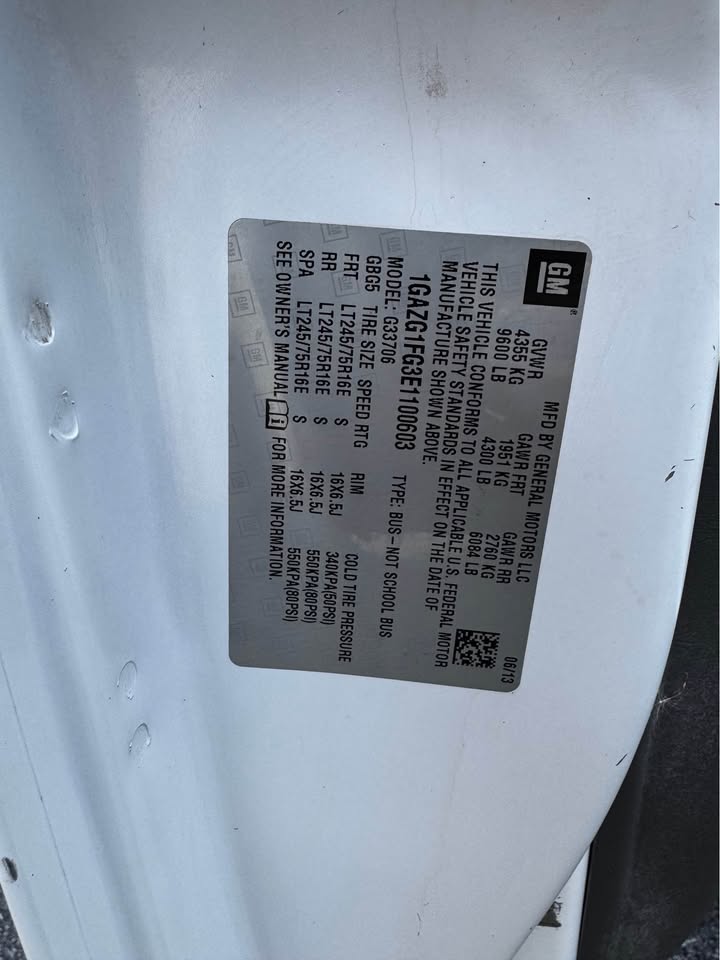 GM®
MFD BY GENERAL MOTORS LLC 06/13
GVWR GAWR FRT GAWR RR
4355 KG 1951 KG 2760 KG
9600 LB 4300 LB 6084 LB
THIS VEHICLE CONFORMS TO ALL APPLICABLE U.S. FEDERAL MOTOR
VEHICLE SAFETY STANDARDS IN EFFECT ON THE DATE OF
MANUFACTURE SHOWN ABOVE.
1GAZG1FG3E1100603 TYPE: BUS-NOT SCHOOL BUS
MODEL: G33706
GBG5 TIRE SIZE SPEED RTG RIM COLD TIRE PRESSURE
FRT LT245/75R16E S 16X6.5J 340KPA(50PSI)
RR LT245/75R16E S 16X6.5J 550KPA(80PSI)
SPA LT245/75R16E S 16X6.5J 550KPA(80PSI)
SEE OWNER'S MANUAL i FOR MORE INFORMATION.